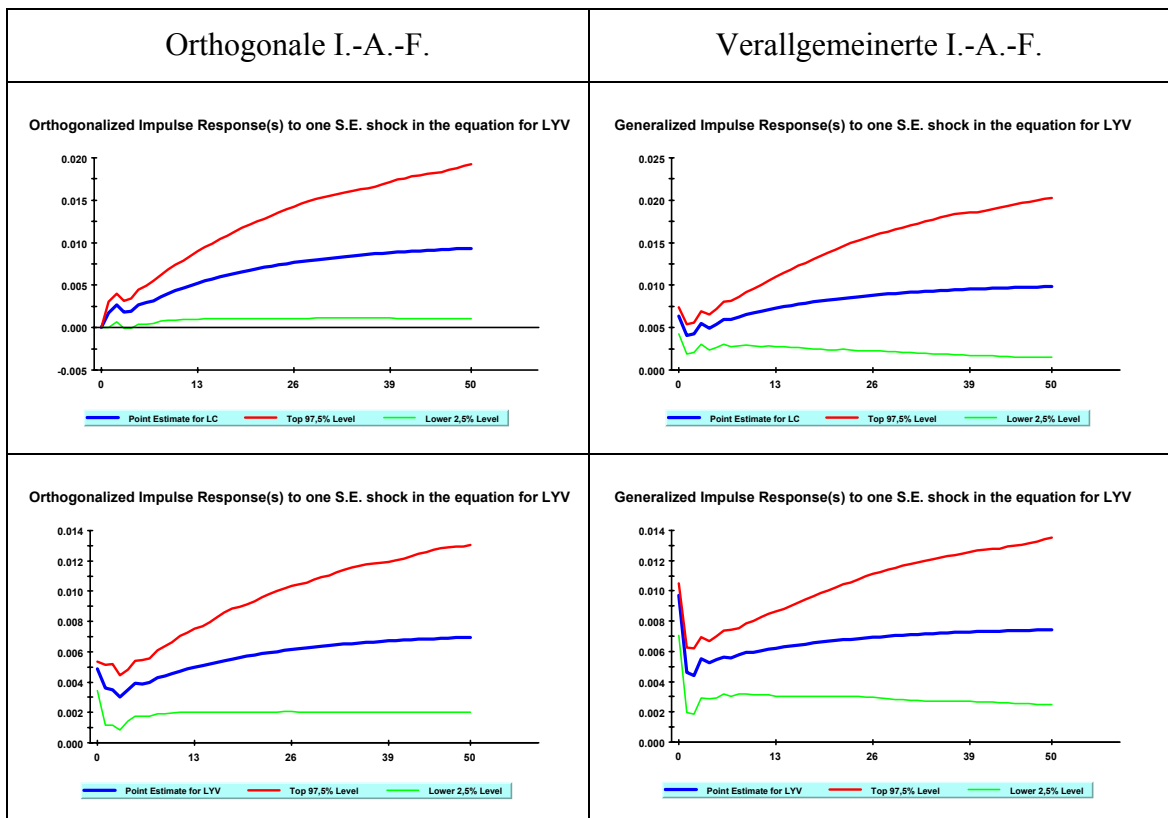 Orthogonale I.-A.-F.
Verallgemeinerte I.-A.-F.
Orthogonalized Impulse Response(s) to one S.E. shock in the equation for LYV
0.020
0.015
0.010
0.005
0.000
-0.005
0 13 26 39 50
Point Estimate for LC Top 97,5% Level Lower 2,5% Level
Generalized Impulse Response(s) to one S.E. shock in the equation for LYV
0.025
0.020
0.015
0.010
0.005
0.000
0 13 26 39 50
Point Estimate for LC Top 97,5% Level Lower 2,5% Level
Orthogonalized Impulse Response(s) to one S.E. shock in the equation for LYV
0.014
0.012
0.010
0.008
0.006
0.004
0.002
0.000
0 13 26 39 50
Point Estimate for LYV Top 97,5% Level Lower 2,5% Level
Generalized Impulse Response(s) to one S.E. shock in the equation for LYV
0.014
0.012
0.010
0.008
0.006
0.004
0.002
0.000
0 13 26 39 50
Point Estimate for LYV Top 97,5% Level Lower 2,5% Level